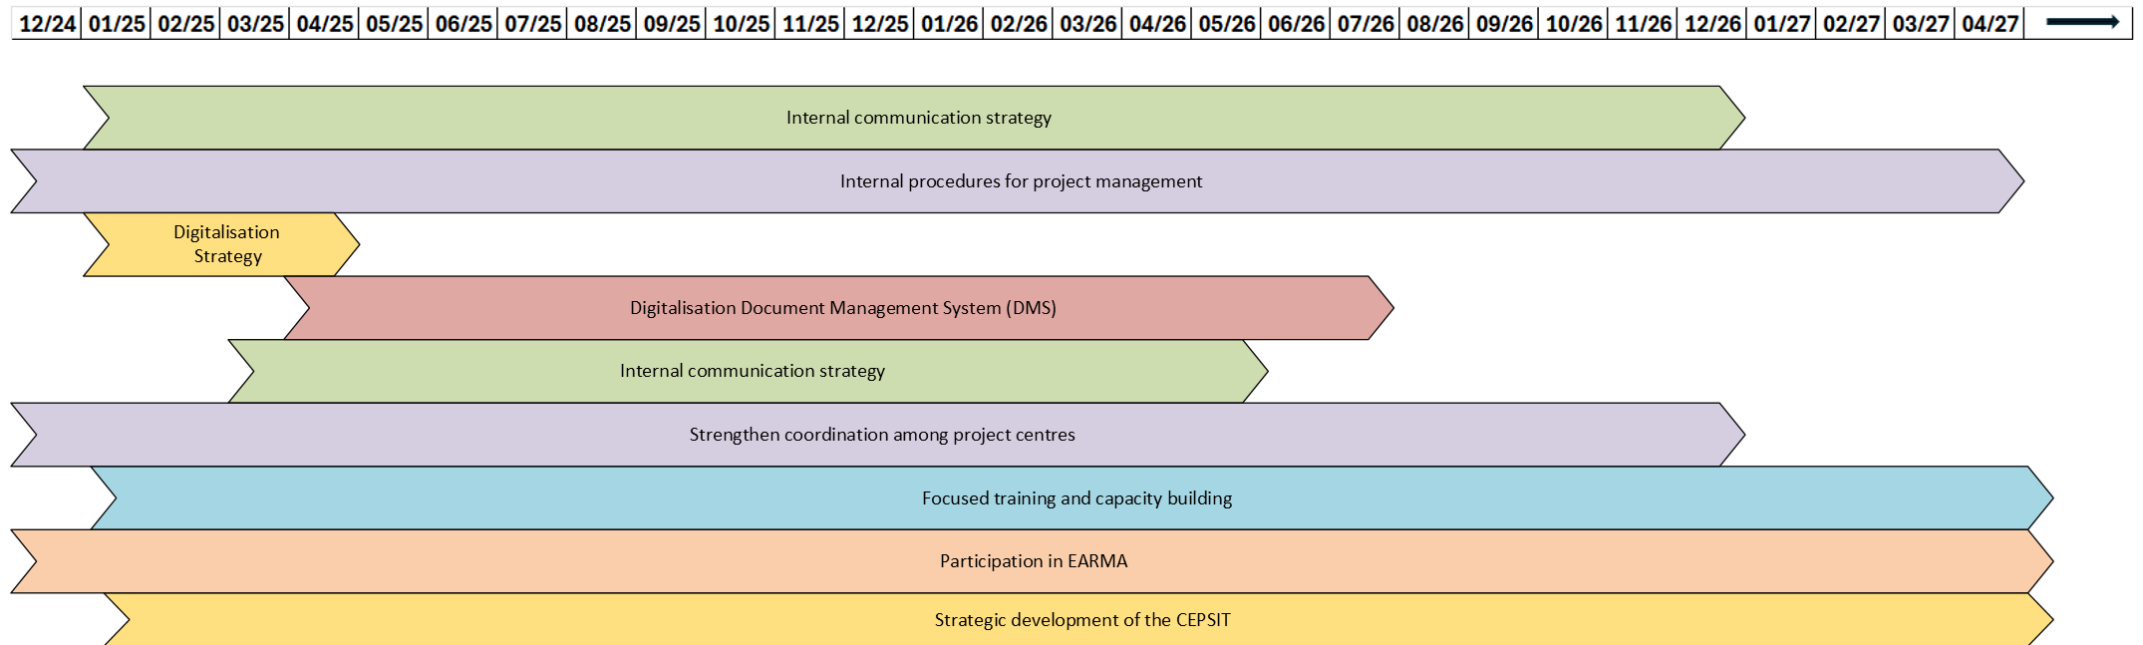 12/24 01/25 02/25 03/25 04/25 05/25 06/25 07/25 08/25 09/25 10/25 11/25 12/25 01/26 02/26 03/26 04/26 05/26 06/26 07/26 08/26 09/26 10/26 11/26 12/26 01/27 02/27 03/27 04/27
Internal communication strategy
Internal procedures for project management
Digitalisation
Strategy
Digitalisation Document Management System (DMS)
Internal communication strategy
Strengthen coordination among project centres
Focused training and capacity building
Participation in EARMA
Strategic development of the CEPSIT